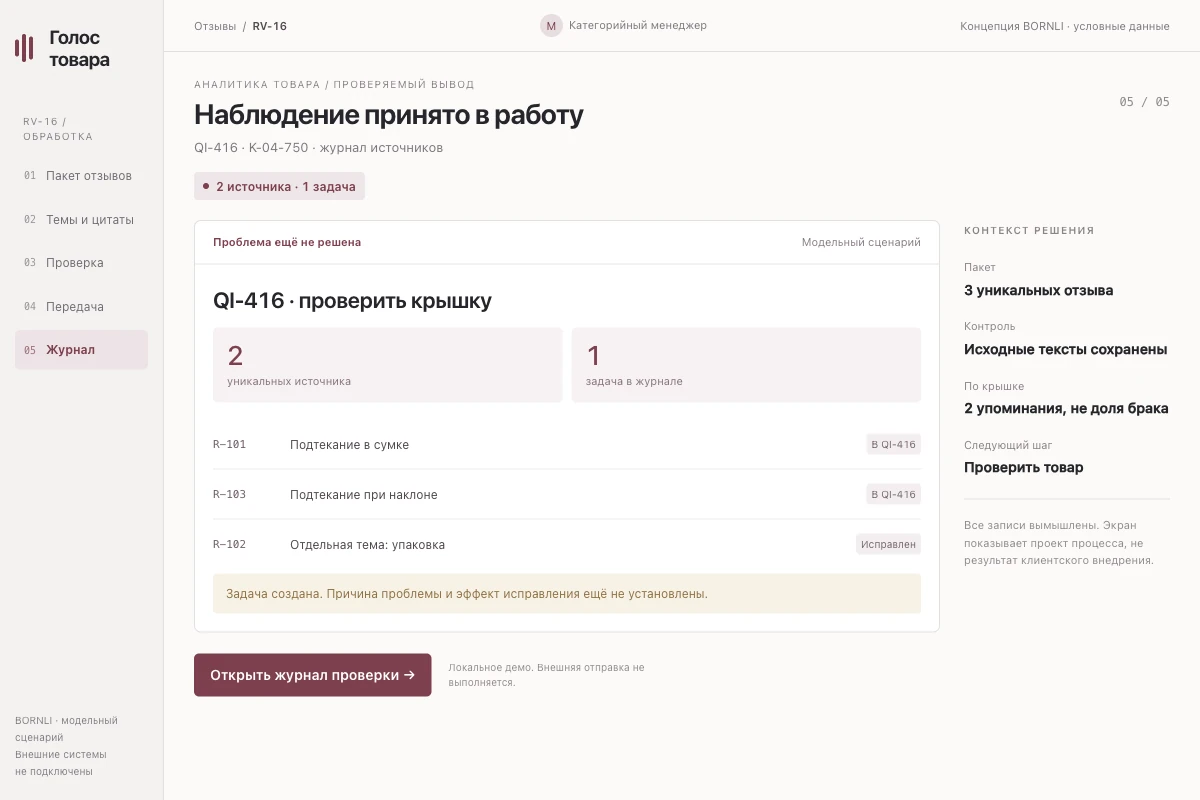 Голос
товара
RV-16 /
ОБРАБОТКА
01 Пакет отзывов
02 Темы и цитаты
03 Проверка
04 Передача
05 Журнал
BORNLI · модельный
сценарий
Внешние системы
не подключены
Отзывы / RV-16
М Категорийный менеджер
Концепция BORNLI · условные данные
АНАЛИТИКА ТОВАРА / ПРОВЕРЯЕМЫЙ ВЫВОД
Наблюдение принято в работу
05 / 05
QI-416 · K-04-750 · журнал источников
2 источника · 1 задача
Проблема ещё не решена
Модельный сценарий
QI-416 · проверить крышку
2
уникальных источника
1
задача в журнале
R-101 Подтекание в сумке В QI-416
R-103 Подтекание при наклоне В QI-416
R-102 Отдельная тема: упаковка Исправлен
Задача создана. Причина проблемы и эффект исправления ещё не установлены.
Открыть журнал проверки →
Локальное демо. Внешняя отправка не
выполняется.
КОНТЕКСТ РЕШЕНИЯ
Пакет
3 уникальных отзыва
Контроль
Исходные тексты сохранены
По крышке
2 упоминания, не доля брака
Следующий шаг
Проверить товар
Все записи вымышлены. Экран
показывает проект процесса, не
результат клиентского внедрения.